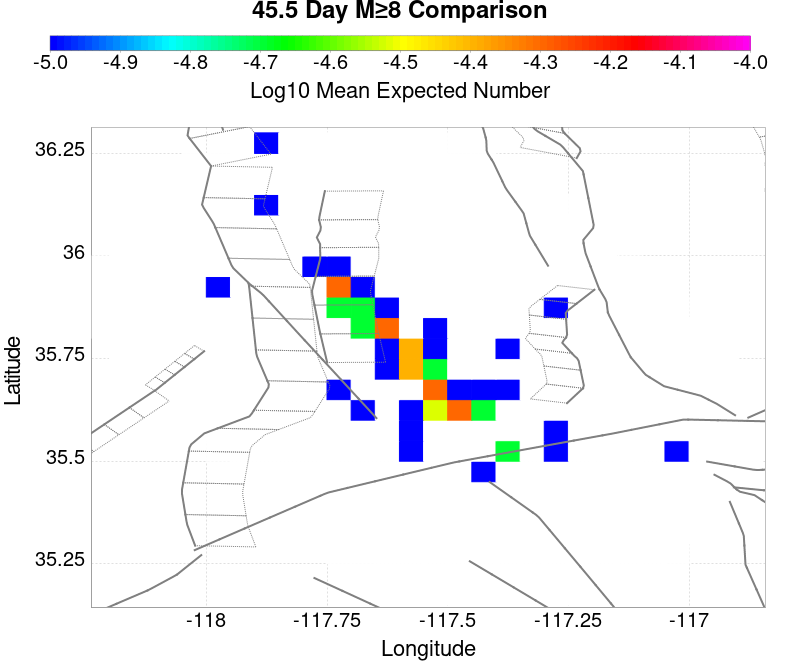 45.5 Day M≥8 Comparison
-5.0 -4.9 -4.8 -4.7 -4.6 -4.5 -4.4 -4.3 -4.2 -4.1 -4.0
Log10 Mean Expected Number
36.25
36
35.75
35.5
35.25
Latitude
-118 -117.75 -117.5 -117.25 -117
Longitude